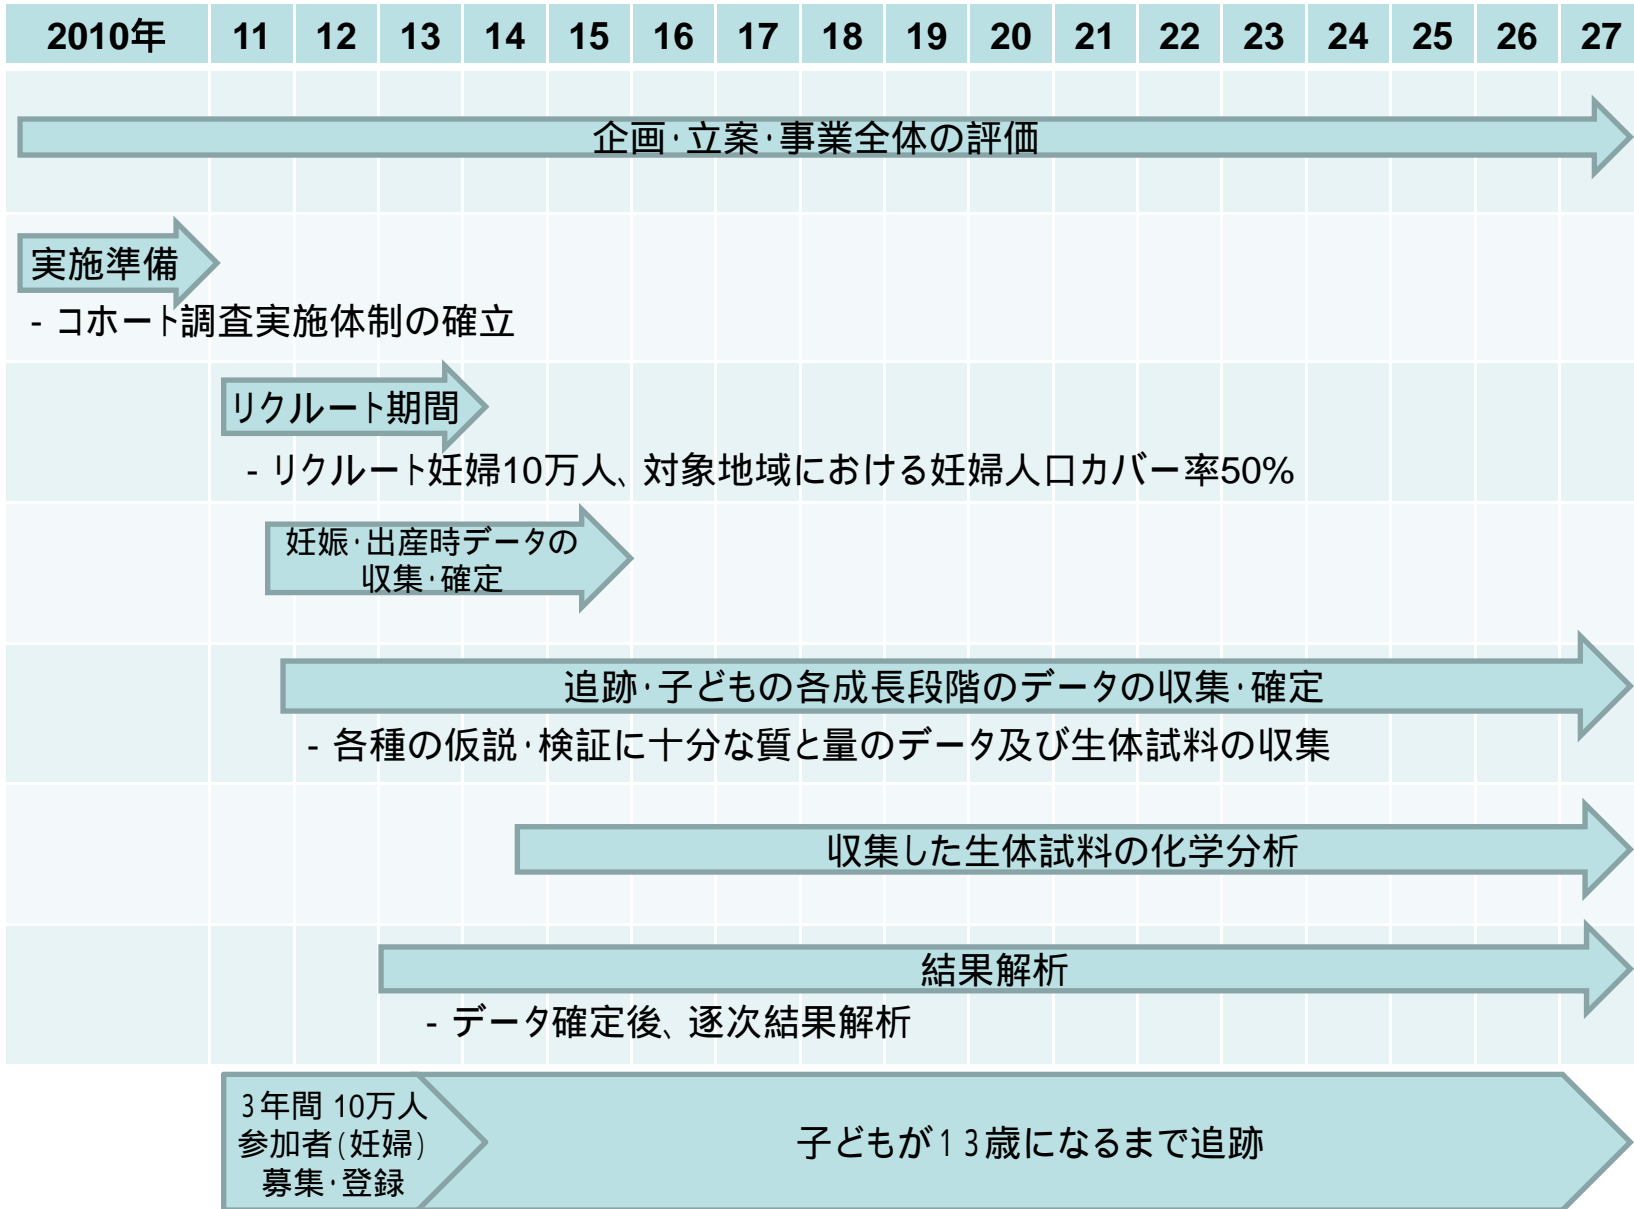 2010年 11 12 13 14 15 16 17 18 19 20 21 22 23 24 25 26 27
企画・立案・事業全体の評価
実施準備
- コホート調査実施体制の確立
リクルート期間
- リクルート妊婦10万人、対象地域における妊婦人口カバー率50%
妊娠・出産時データの
収集・確定
追跡・子どもの各成長段階のデータの収集・確定
- 各種の仮説・検証に十分な質と量のデータ及び生体試料の収集
収集した生体試料の化学分析
結果解析
- データ確定後、逐次結果解析
3年間 10万人
参加者(妊婦)
募集・登録
子どもが13歳になるまで追跡